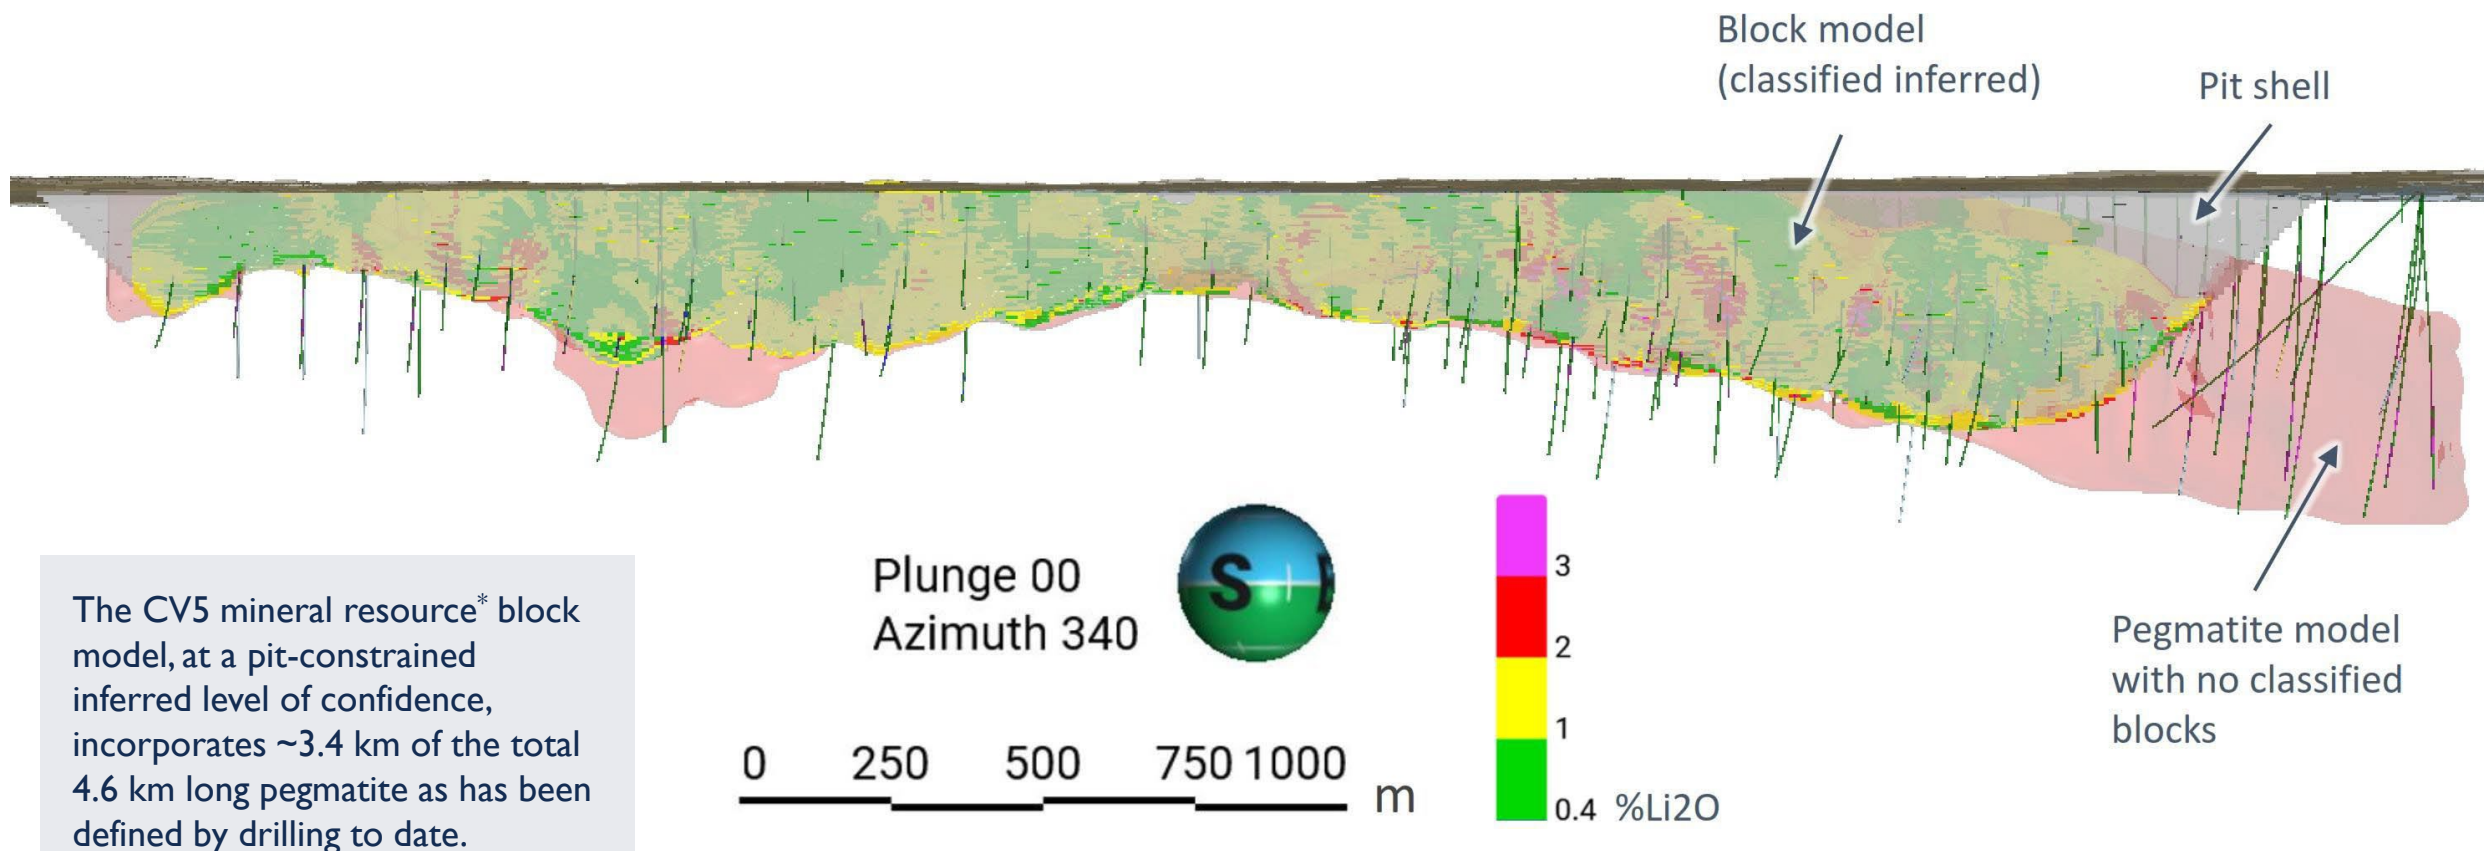 Block model
(classified inferred)
Pit shell
Plunge 00
Azimuth 340
S
0 250 500 750 1000
m
3
2
1
0.4 %Li2O
The CV5 mineral resource* block
model, at a pit-constrained
inferred level of confidence,
incorporates ~3.4 km of the total
4.6 km long pegmatite as has been
defined by drilling to date.
Pegmatite model
with no classified
blocks